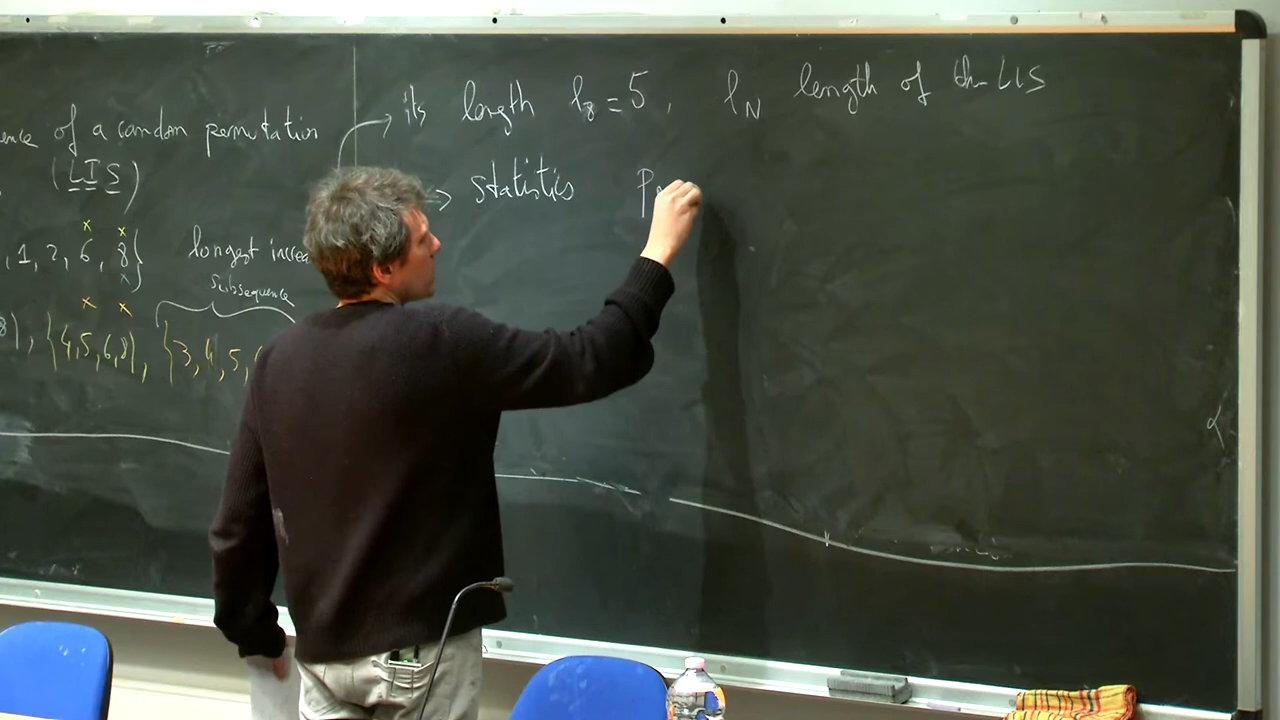 of a random permutation
(LIS)
, 1, 2, 6, 8}
longest increa
subsequence
8}, {4,5,6,8}, {3,4,5,
its length l₈ = 5, l_N length of the LIS
⇒ statistics P